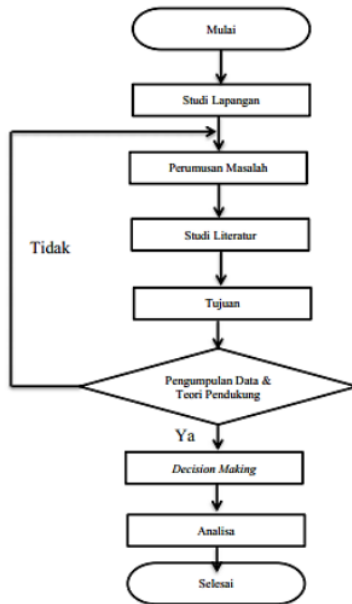 Mulai
Studi Lapangan
Perumusan Masalah
Studi Literatur
Tidak
Tujuan
Pengumpulan Data &
Teori Pendukung
Ya
Decision Making
Analisa
Selesai